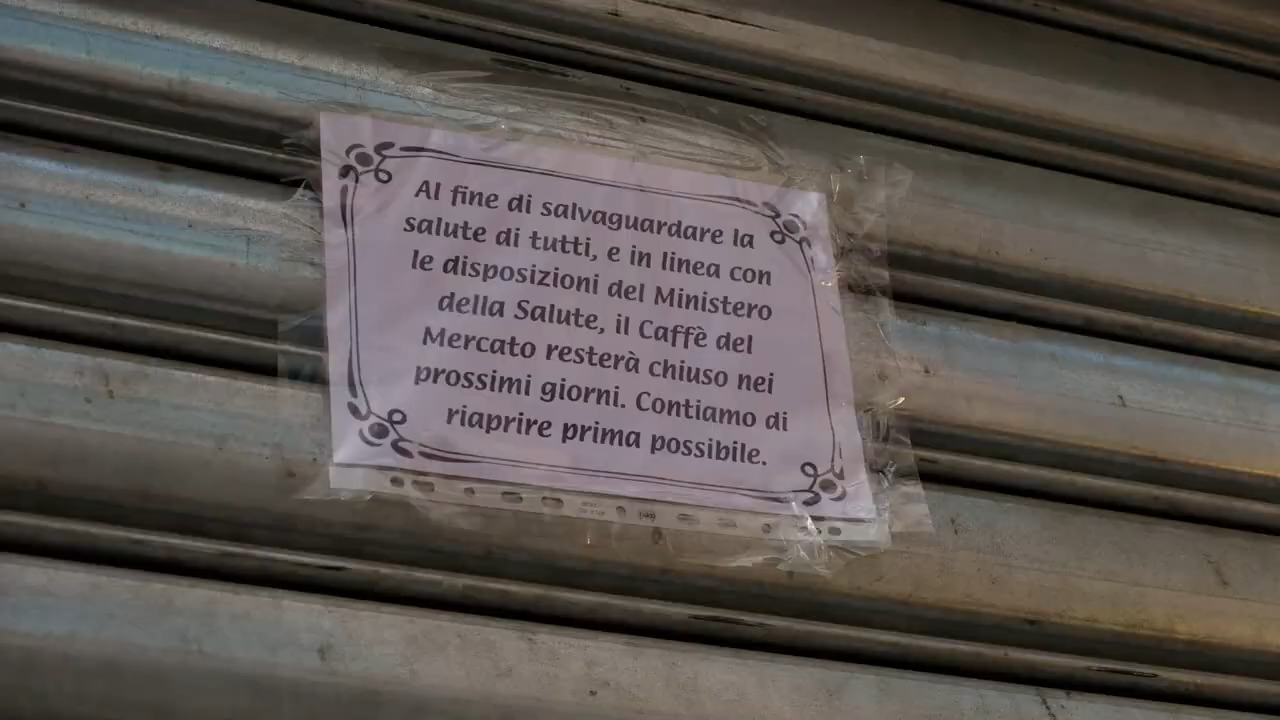 Al fine di salvaguardare la
salute di tutti, e in linea con
le disposizioni del Ministero
della Salute, il Caffè del
Mercato resterà chiuso nei
prossimi giorni. Contiamo di
riaprire prima possibile.